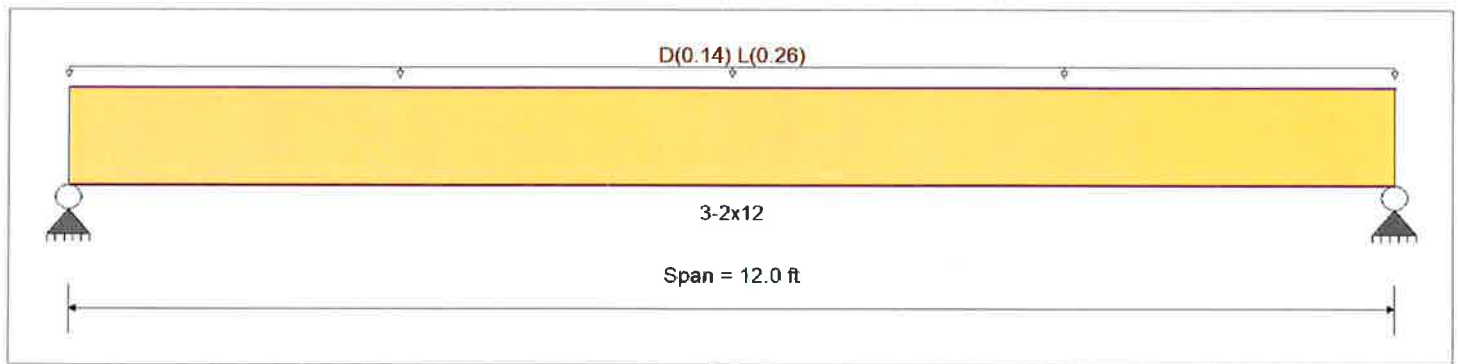 D(0.14) L(0.26)
3-2x12
Span = 12.0 ft